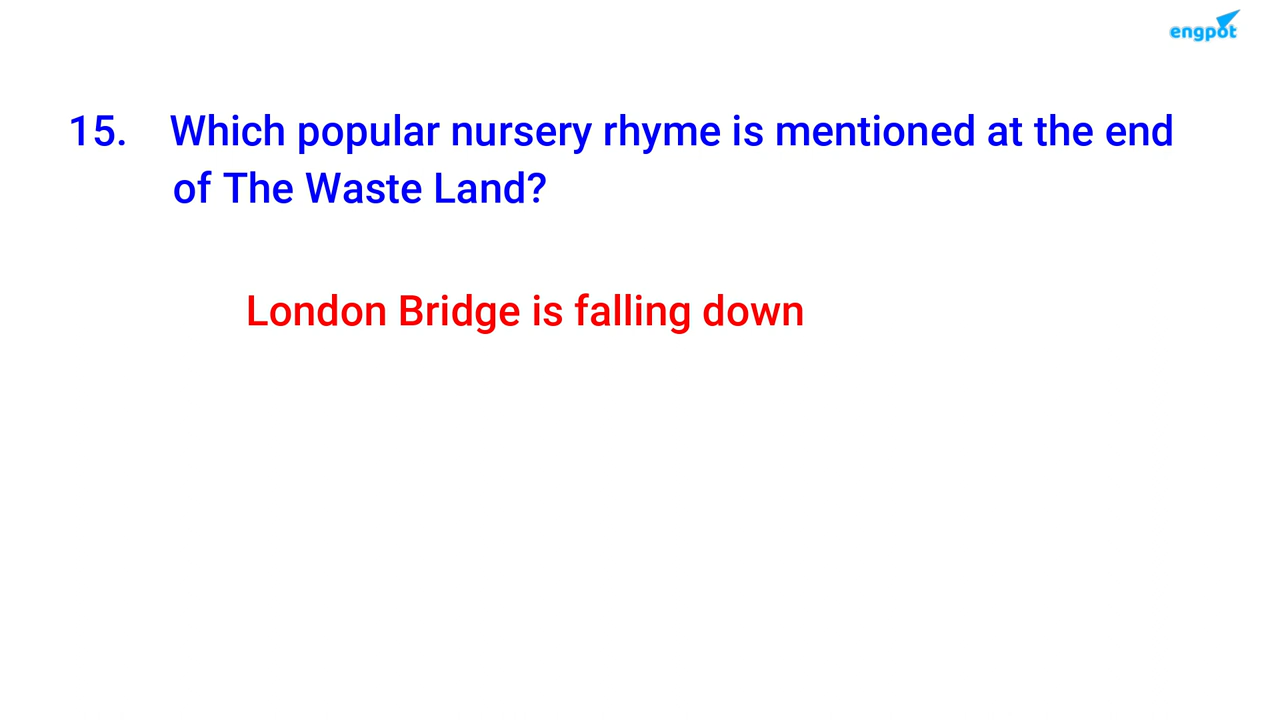 engpot
15. Which popular nursery rhyme is mentioned at the end
of The Waste Land?
London Bridge is falling down